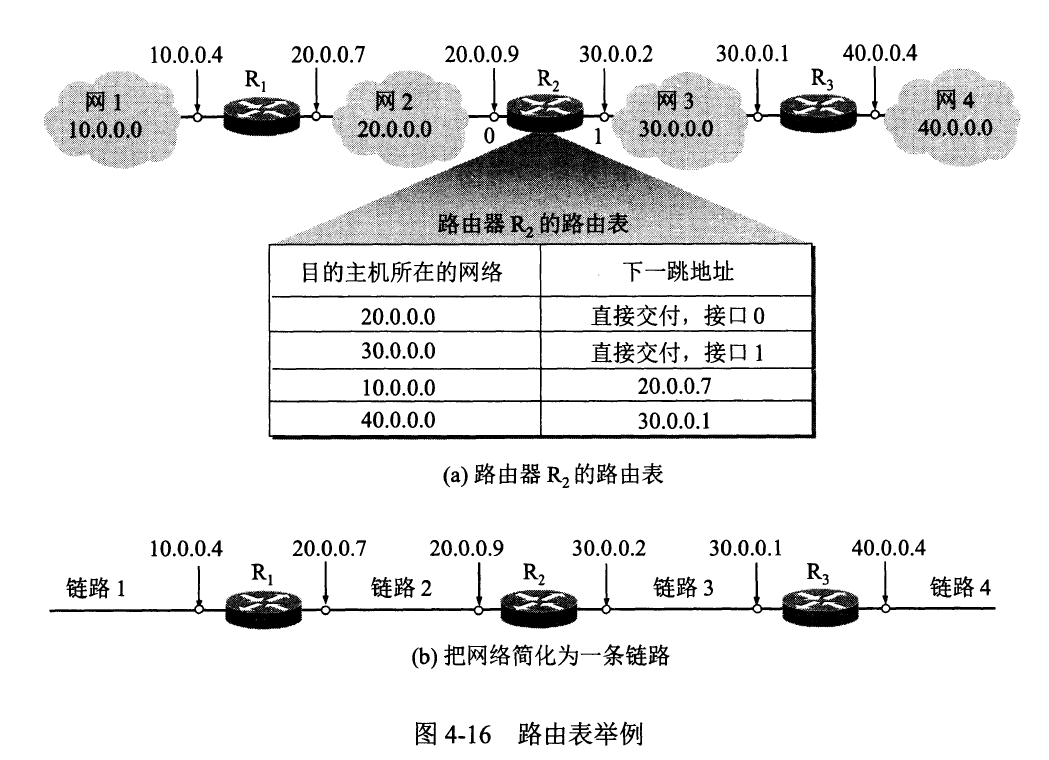 10.0.0.4 20.0.0.7 20.0.0.9 30.0.0.2 30.0.0.1 40.0.0.4
R1 R2 R3
网 1 网 2 网 3 网 4
10.0.0.0 20.0.0.0 30.0.0.0 40.0.0.0
0 1
路由器 R2 的路由表
目的主机所在的网络 下一跳地址
20.0.0.0 直接交付，接口 0
30.0.0.0 直接交付，接口 1
10.0.0.0 20.0.0.7
40.0.0.0 30.0.0.1
(a) 路由器 R2 的路由表
10.0.0.4 20.0.0.7 20.0.0.9 30.0.0.2 30.0.0.1 40.0.0.4
链路 1 R1 链路 2 R2 链路 3 R3 链路 4
(b) 把网络简化为一条链路
图 4-16 路由表举例